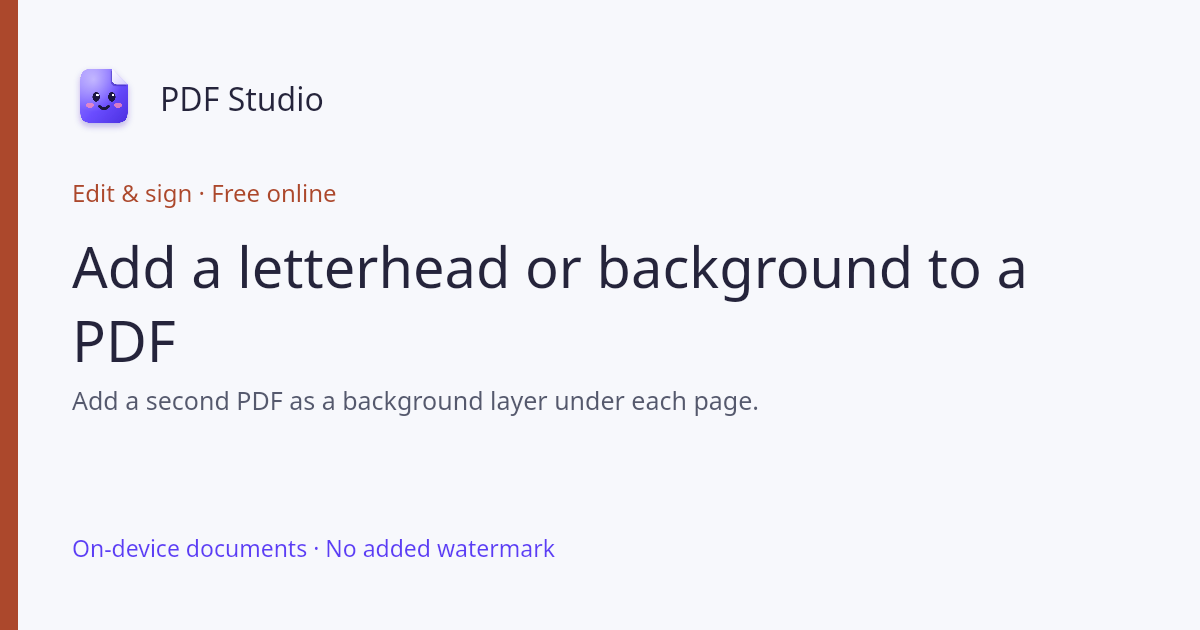 PDF Studio
Edit & sign · Free online
Add a letterhead or background to a
PDF
Add a second PDF as a background layer under each page.
On-device documents · No added watermark